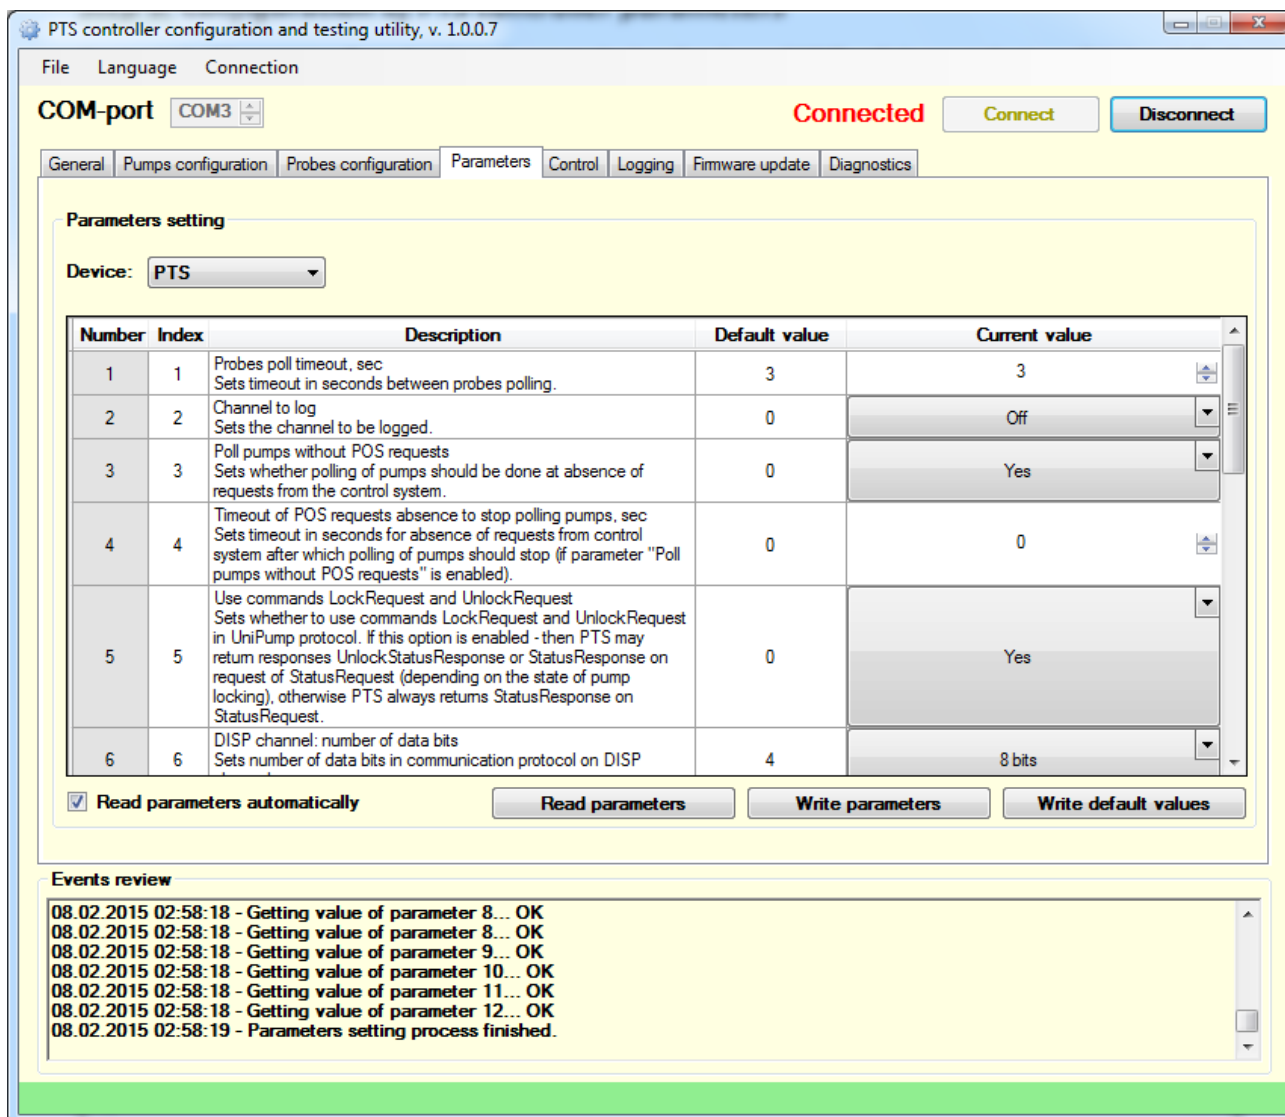 PTS controller configuration and testing utility, v. 1.0.0.7
File Language Connection
COM-port COM3 Connected Connect Disconnect
General Pumps configuration Probes configuration Parameters Control Logging Firmware update Diagnostics
Parameters setting
Device: PTS
Number Index Description Default value Current value
1 1 Probes poll timeout, sec 3 3
Sets timeout in seconds between probes polling.
2 2 Channel to log 0 Off
Sets the channel to be logged.
3 3 Poll pumps without POS requests 0 Yes
Sets whether polling of pumps should be done at absence of
requests from the control system.
4 4 Timeout of POS requests absence to stop polling pumps, sec 0 0
Sets timeout in seconds for absence of requests from control
system after which polling of pumps should stop (if parameter "Poll
pumps without POS requests" is enabled).
5 5 Use commands LockRequest and UnlockRequest 0 Yes
Sets whether to use commands LockRequest and UnlockRequest
in UniPump protocol. If this option is enabled - then PTS may
return responses UnlockStatusResponse or StatusResponse on
request of StatusRequest (depending on the state of pump
locking), otherwise PTS always returns StatusResponse on
StatusRequest.
6 6 DISP channel: number of data bits 4 8 bits
Sets number of data bits in communication protocol on DISP
Read parameters automatically Read parameters Write parameters Write default values
Events review
08.02.2015 02:58:18 - Getting value of parameter 8... OK
08.02.2015 02:58:18 - Getting value of parameter 8... OK
08.02.2015 02:58:18 - Getting value of parameter 9... OK
08.02.2015 02:58:18 - Getting value of parameter 10... OK
08.02.2015 02:58:18 - Getting value of parameter 11... OK
08.02.2015 02:58:18 - Getting value of parameter 12... OK
08.02.2015 02:58:19 - Parameters setting process finished.